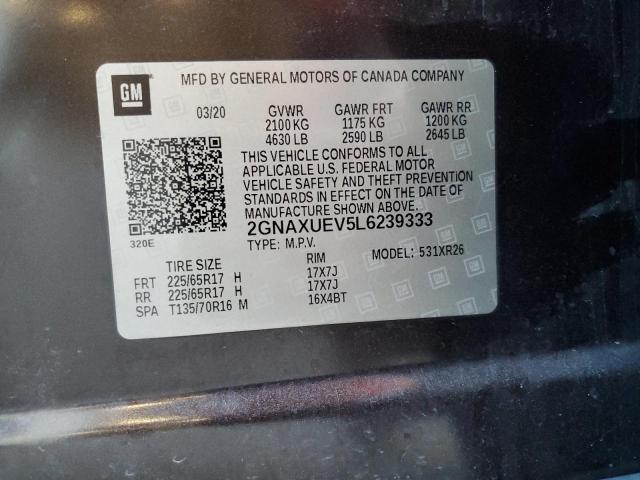 GM
MFD BY GENERAL MOTORS OF CANADA COMPANY
03/20 GVWR GAWR FRT GAWR RR
2100 KG 1175 KG 1200 KG
4630 LB 2590 LB 2645 LB
THIS VEHICLE CONFORMS TO ALL
APPLICABLE U.S. FEDERAL MOTOR
VEHICLE SAFETY AND THEFT PREVENTION
STANDARDS IN EFFECT ON THE DATE OF
MANUFACTURE SHOWN ABOVE.
320E 2GNAXUEV5L6239333
TYPE: M.P.V. MODEL: 531XR26
TIRE SIZE RIM
FRT 225/65R17 H 17X7J
RR 225/65R17 H 17X7J
SPA T135/70R16 M 16X4BT